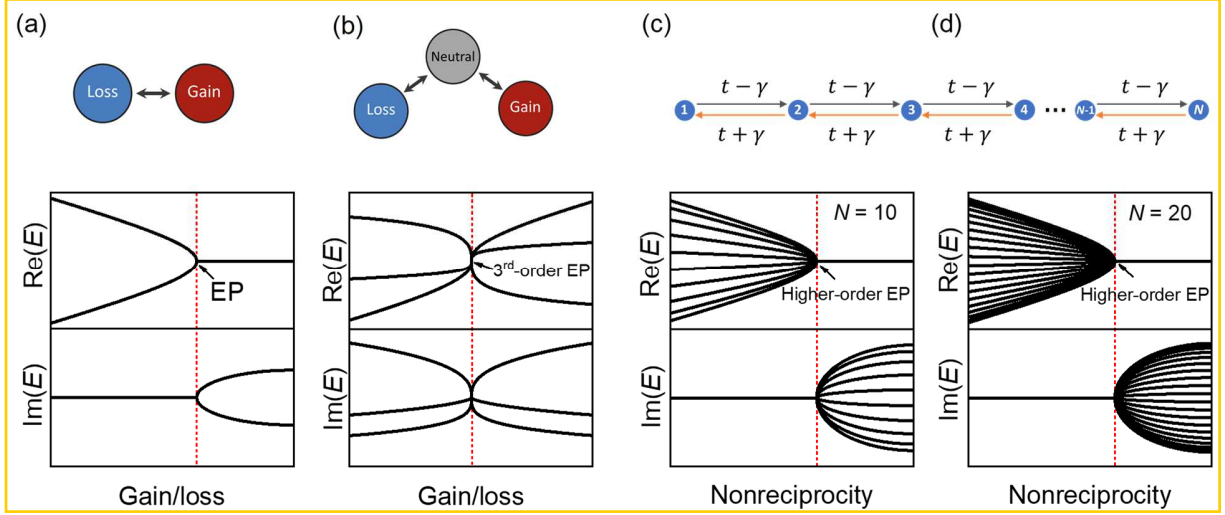 (a)
(b)
(c)
(d)
Loss
Gain
Neutral
Loss
Gain
t − γ
t − γ
t − γ
t − γ
1
2
3
4
···
N-1
N
t + γ
t + γ
t + γ
t + γ
Re(E)
EP
Im(E)
Gain/loss
Re(E)
3rd-order EP
Im(E)
Gain/loss
Re(E)
N = 10
Higher-order EP
Im(E)
Nonreciprocity
Re(E)
N = 20
Higher-order EP
Im(E)
Nonreciprocity